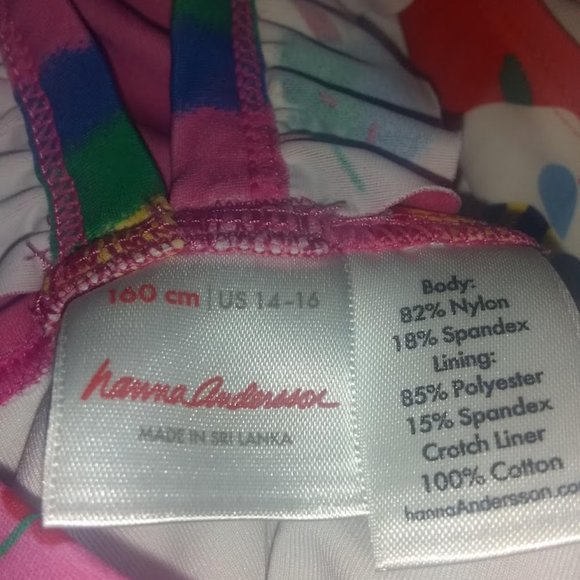 160 cm | US 14-16
hanna Andersson
MADE IN SRI LANKA
Body:
82% Nylon
18% Spandex
Lining:
85% Polyester
15% Spandex
Crotch Liner
100% Cotton
hannaAndersson.co